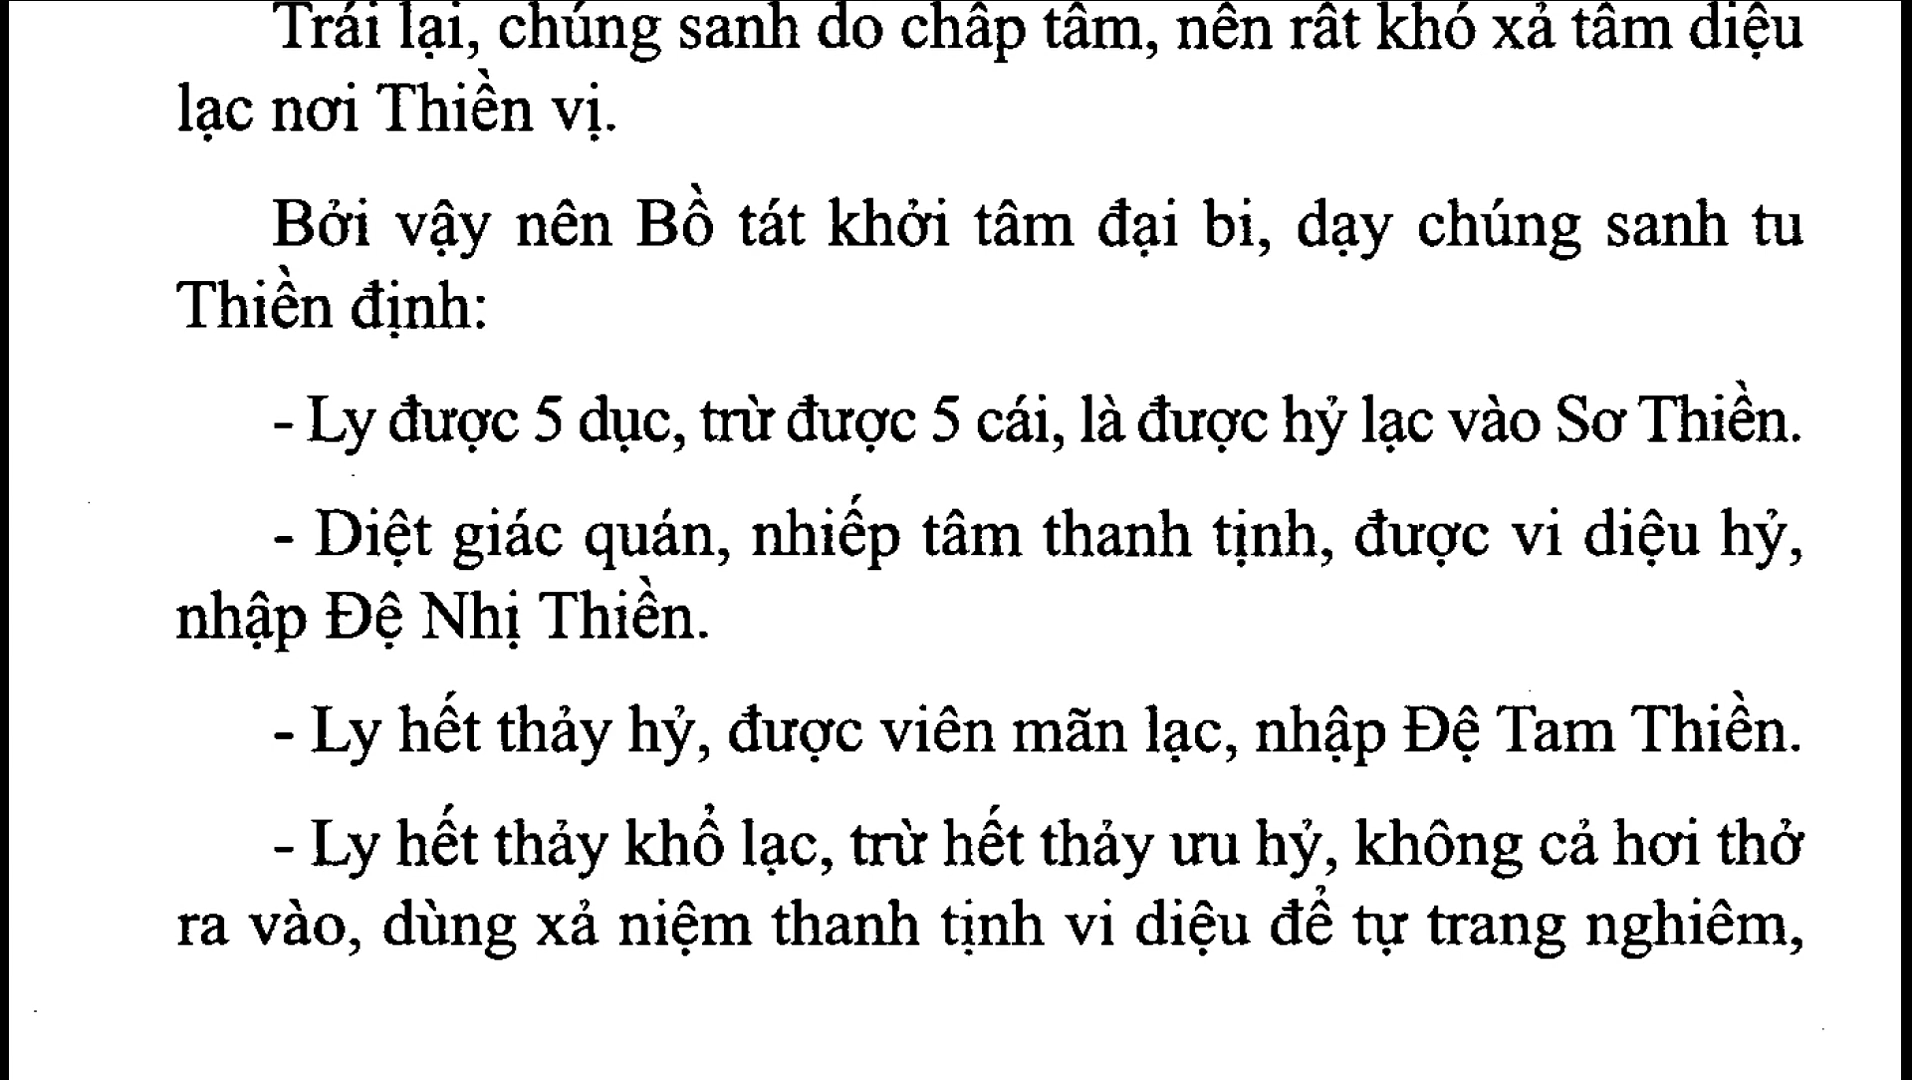 Trái lại, chúng sanh do chấp tâm, nên rất khó xả tâm diệu
lạc nơi Thiền vị.
Bởi vậy nên Bồ tát khởi tâm đại bi, dạy chúng sanh tu
Thiền định:
- Ly được 5 dục, trừ được 5 cái, là được hỷ lạc vào Sơ Thiền.
- Diệt giác quán, nhiếp tâm thanh tịnh, được vi diệu hỷ,
nhập Đệ Nhị Thiền.
- Ly hết thảy hỷ, được viên mãn lạc, nhập Đệ Tam Thiền.
- Ly hết thảy khổ lạc, trừ hết thảy ưu hỷ, không cả hơi thở
ra vào, dùng xả niệm thanh tịnh vi diệu để tự trang nghiêm,